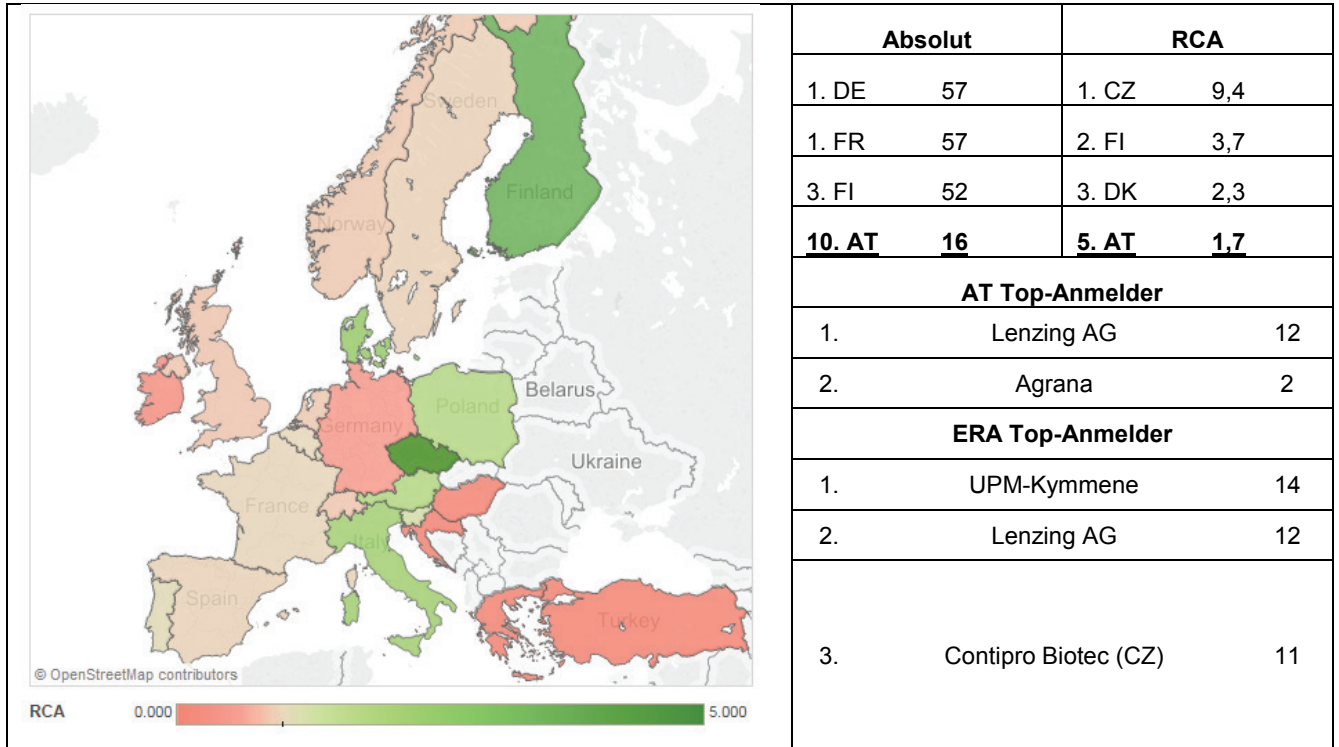 Sweden
Finland
Norway
Belarus
Poland
Germany
Ukraine
France
Italy
Spain
Turkey
© OpenStreetMap contributors
RCA 0.000 5.000
Absolut RCA
1. DE 57 1. CZ 9,4
1. FR 57 2. FI 3,7
3. FI 52 3. DK 2,3
10. AT 16 5. AT 1,7
AT Top-Anmelder
1. Lenzing AG 12
2. Agrana 2
ERA Top-Anmelder
1. UPM-Kymmene 14
2. Lenzing AG 12
3. Contipro Biotec (CZ) 11